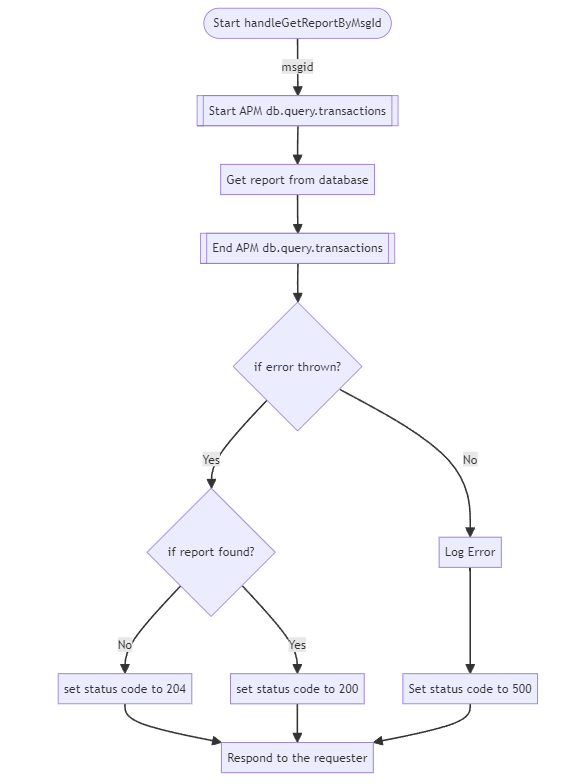 Start handleGetReportByMsgId
msgid
Start APM db.query.transactions
Get report from database
End APM db.query.transactions
if error thrown?
Yes
No
if report found?
Log Error
No
Yes
set status code to 204
set status code to 200
Set status code to 500
Respond to the requester